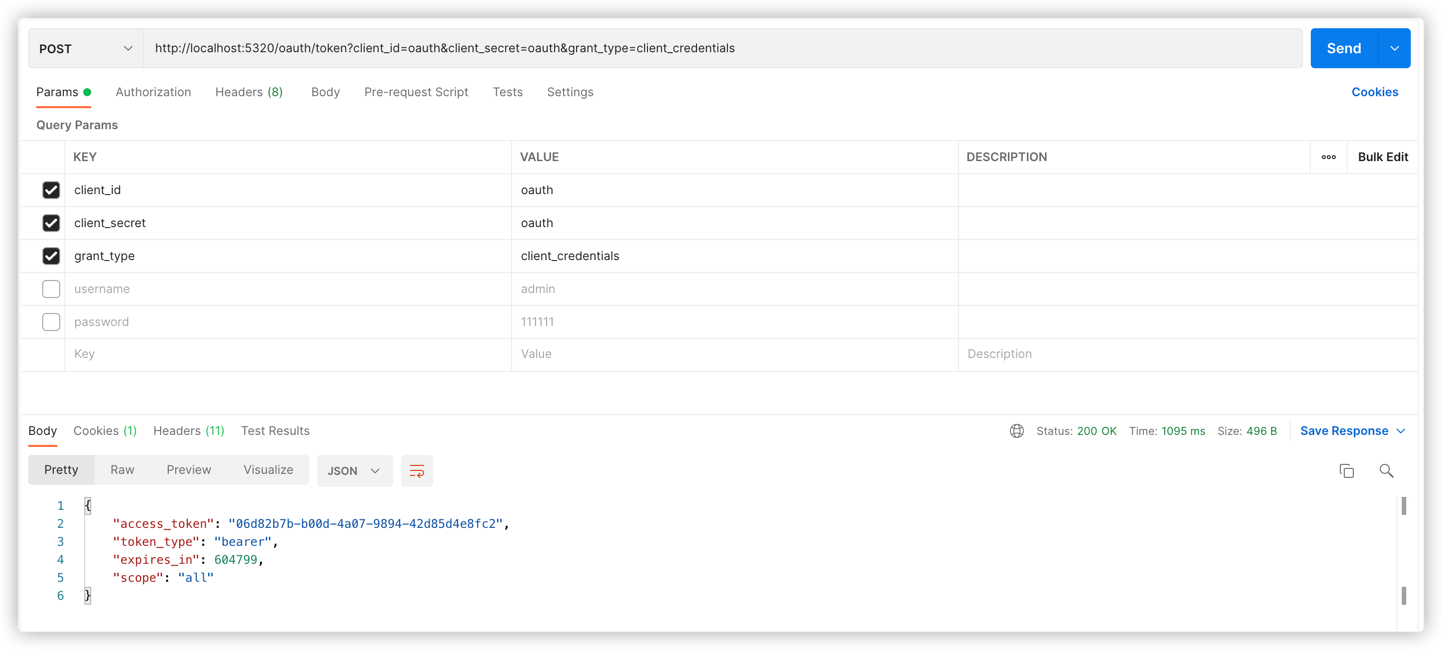 POST http://localhost:5320/oauth/token?client_id=oauth&client_secret=oauth&grant_type=client_credentials Send
Params Authorization Headers (8) Body Pre-request Script Tests Settings Cookies
Query Params
KEY VALUE DESCRIPTION Bulk Edit
client_id oauth
client_secret oauth
grant_type client_credentials
username admin
password 111111
Key Value Description
Body Cookies (1) Headers (11) Test Results Status: 200 OK Time: 1095 ms Size: 496 B Save Response
Pretty Raw Preview Visualize JSON
1 {
2 "access_token": "06d82b7b-b00d-4a07-9894-42d85d4e8fc2",
3 "token_type": "bearer",
4 "expires_in": 604799,
5 "scope": "all"
6 }